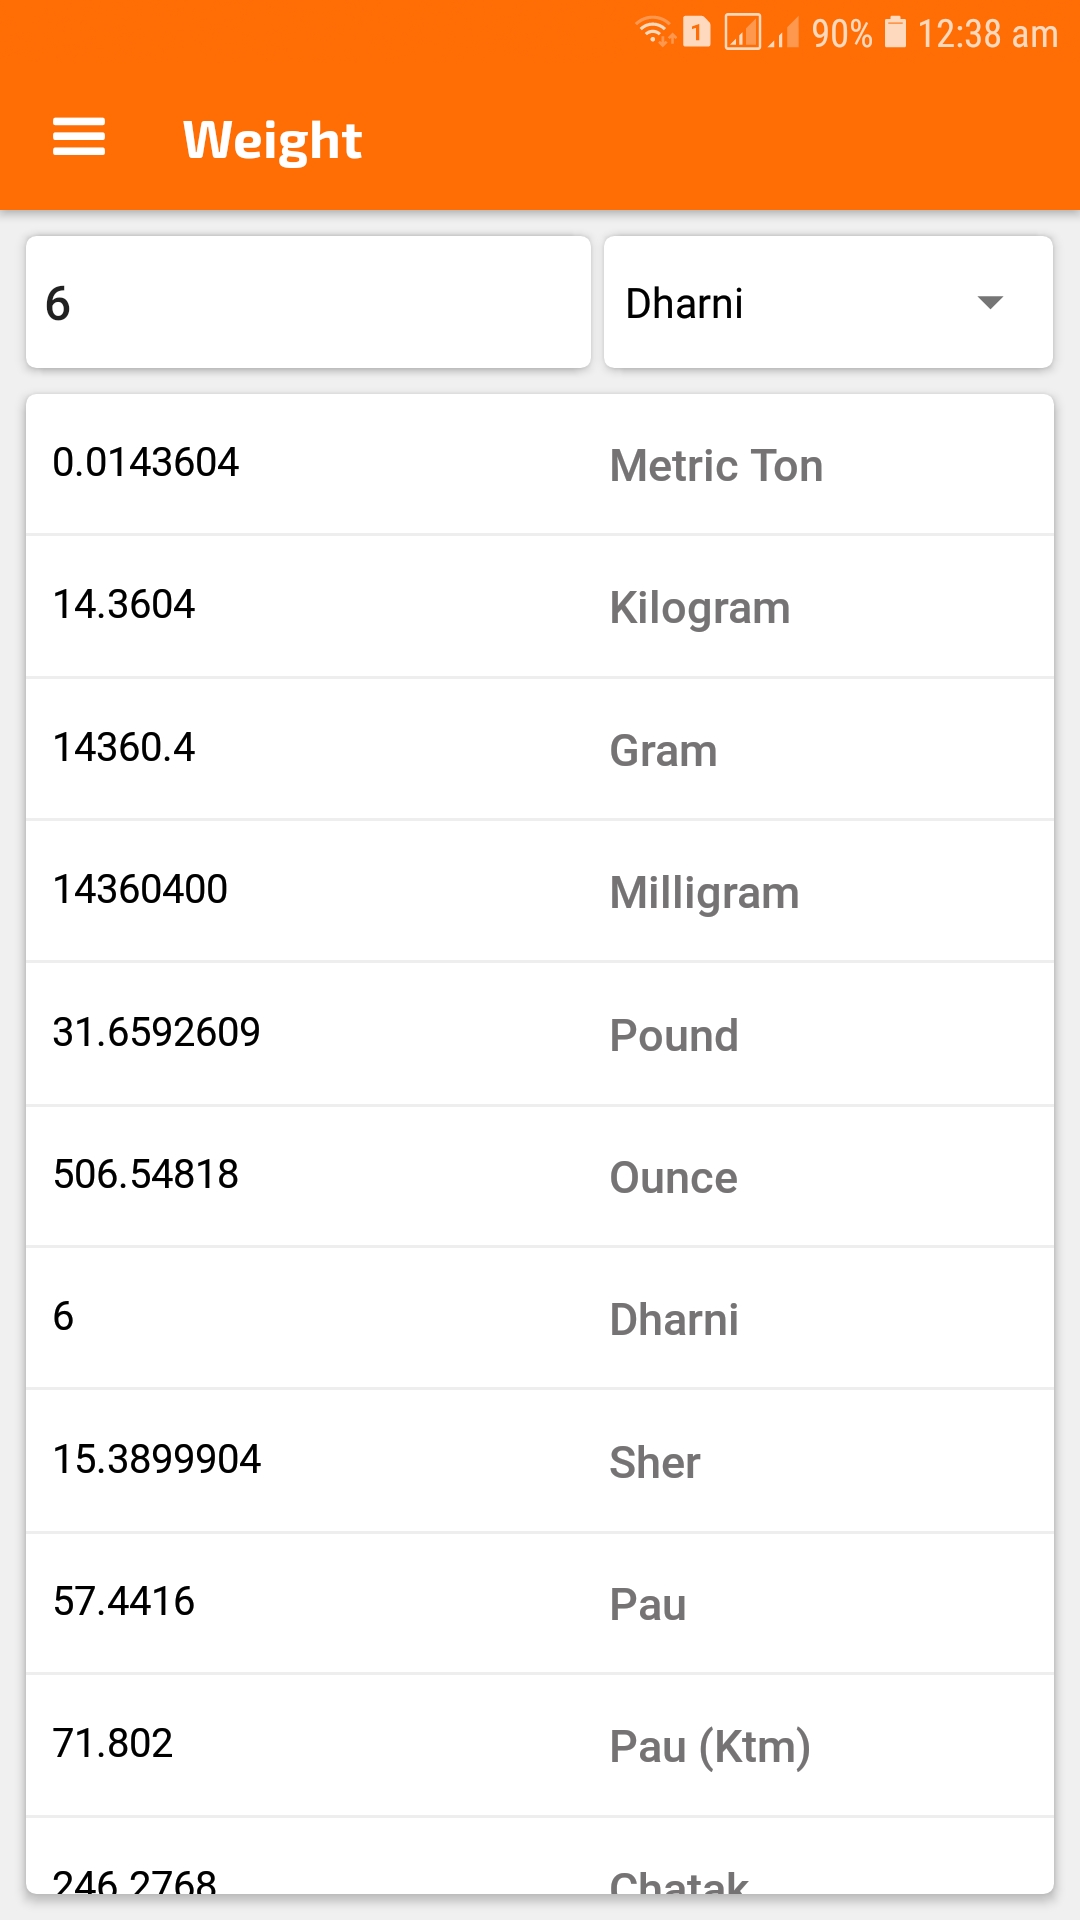 1 90% 12:38 am
Weight
6 Dharni
0.0143604 Metric Ton
14.3604 Kilogram
14360.4 Gram
14360400 Milligram
31.6592609 Pound
506.54818 Ounce
6 Dharni
15.3899904 Sher
57.4416 Pau
71.802 Pau (Ktm)
246.2768 Chatak